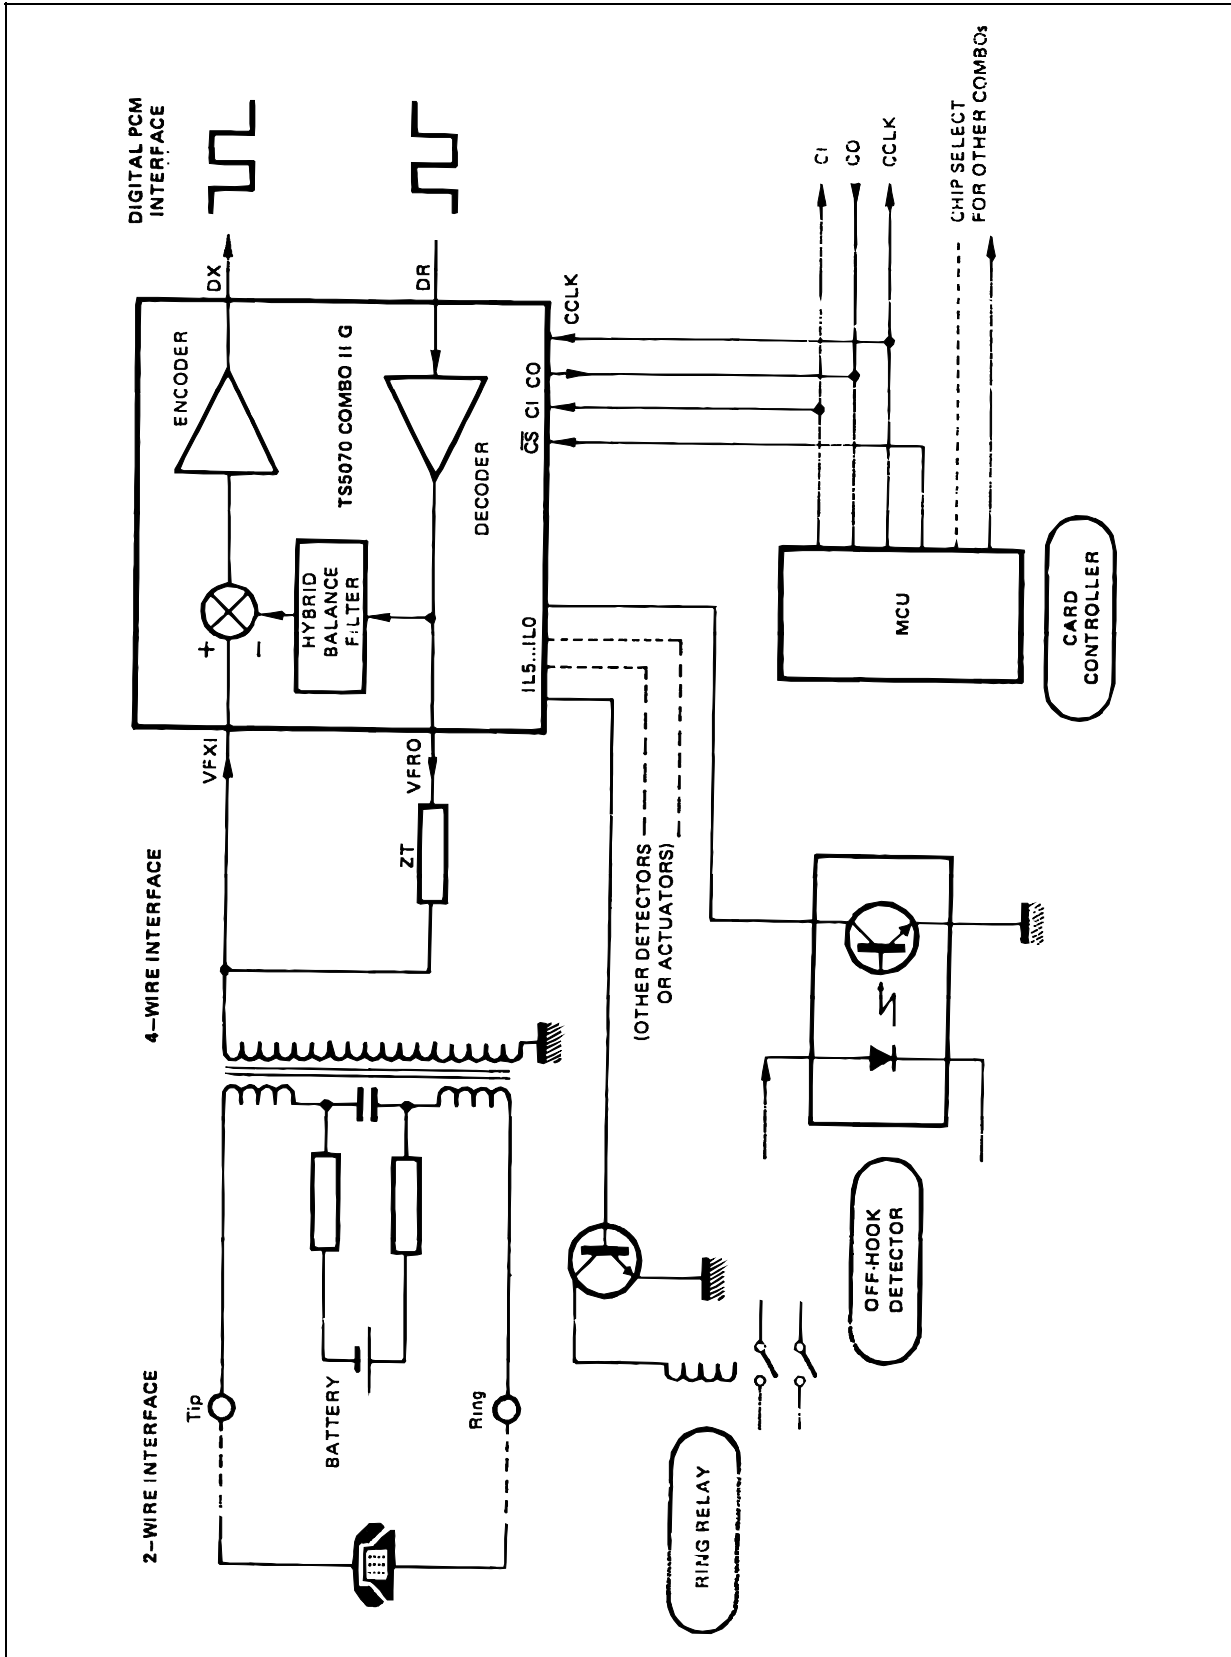 2–WIRE INTERFACE
4–WIRE INTERFACE
DIGITAL PCM
INTERFACE
Tip
BATTERY
Ring
VFXI
VFRO
ZT
+
–
HYBRID
BALANCE
FILTER
ENCODER
TS5070 COMBO II G
DECODER
DX
DR
IL5...IL0
CS
CI
CO
CCLK
(OTHER DETECTORS
OR ACTUATORS)
CI
CO
CCLK
CHIP SELECT
FOR OTHER COMBOs
MCU
RING RELAY
OFF-HOOK
DETECTOR
CARD
CONTROLLER